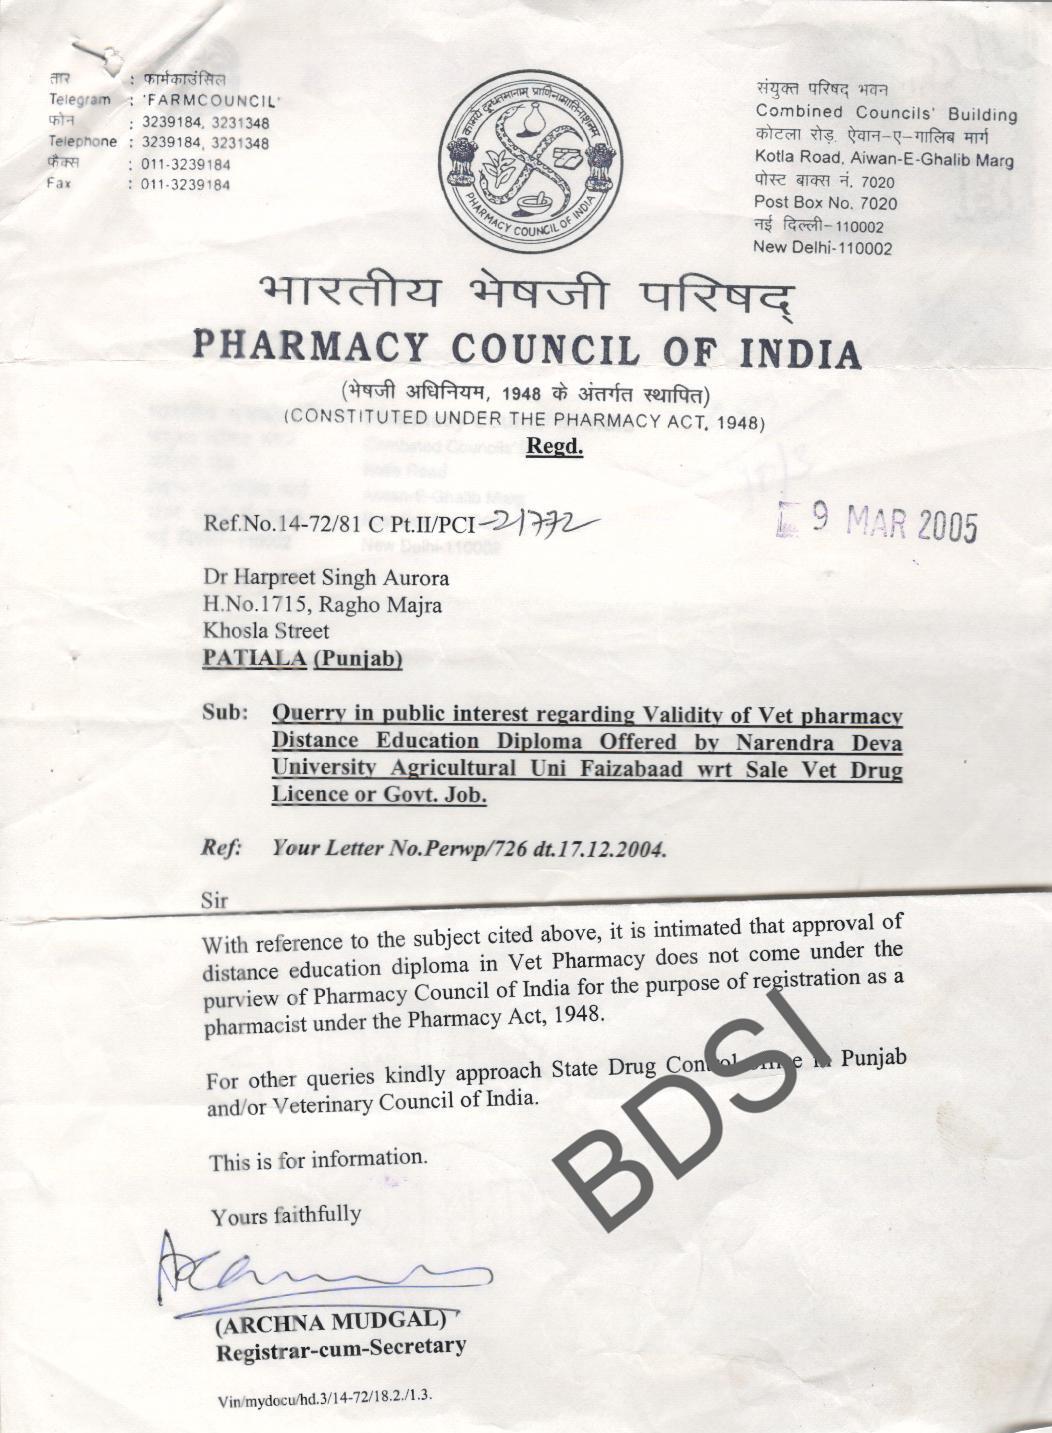 तार : फार्मकाउंसिल
Telegram : 'FARMCOUNCIL'
फोन : 3239184, 3231348
Telephone : 3239184, 3231348
फैक्स : 011-3239184
Fax : 011-3239184
PHARMACY COUNCIL OF INDIA
संयुक्त परिषद भवन
Combined Councils' Building
कोटला रोड़, ऐवान-ए-गालिब मार्ग
Kotla Road, Aiwan-E-Ghalib Marg
पोस्ट बाक्स नं. 7020
Post Box No. 7020
नई दिल्ली-110002
New Delhi-110002
भारतीय भेषजी परिषद्
PHARMACY COUNCIL OF INDIA
(भेषजी अधिनियम, 1948 के अंतर्गत स्थापित)
(CONSTITUTED UNDER THE PHARMACY ACT, 1948)
Regd.
Ref.No.14-72/81 C Pt.II/PCI-21772
9 MAR 2005
Dr Harpreet Singh Aurora
H.No.1715, Ragho Majra
Khosla Street
PATIALA (Punjab)
Sub: Querry in public interest regarding Validity of Vet pharmacy
Distance Education Diploma Offered by Narendra Deva
University Agricultural Uni Faizabaad wrt Sale Vet Drug
Licence or Govt. Job.
Ref: Your Letter No.Perwp/726 dt.17.12.2004.
Sir
With reference to the subject cited above, it is intimated that approval of
distance education diploma in Vet Pharmacy does not come under the
purview of Pharmacy Council of India for the purpose of registration as a
pharmacist under the Pharmacy Act, 1948.
For other queries kindly approach State Drug Control Office in Punjab
and/or Veterinary Council of India.
This is for information.
Yours faithfully
(ARCHNA MUDGAL)
Registrar-cum-Secretary
Vin/mydocu/hd.3/14-72/18.2./1.3.
BDSI